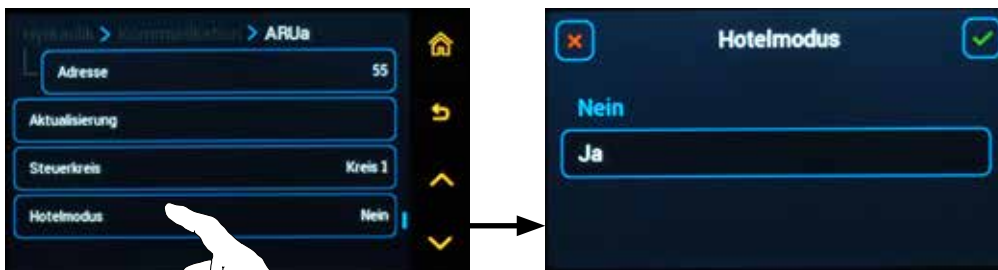 > > ARUa
Adresse 55
Aktualisierung
Steuerkreis Kreis 1
Hotelmodus Nein
Hotelmodus
Nein
Ja